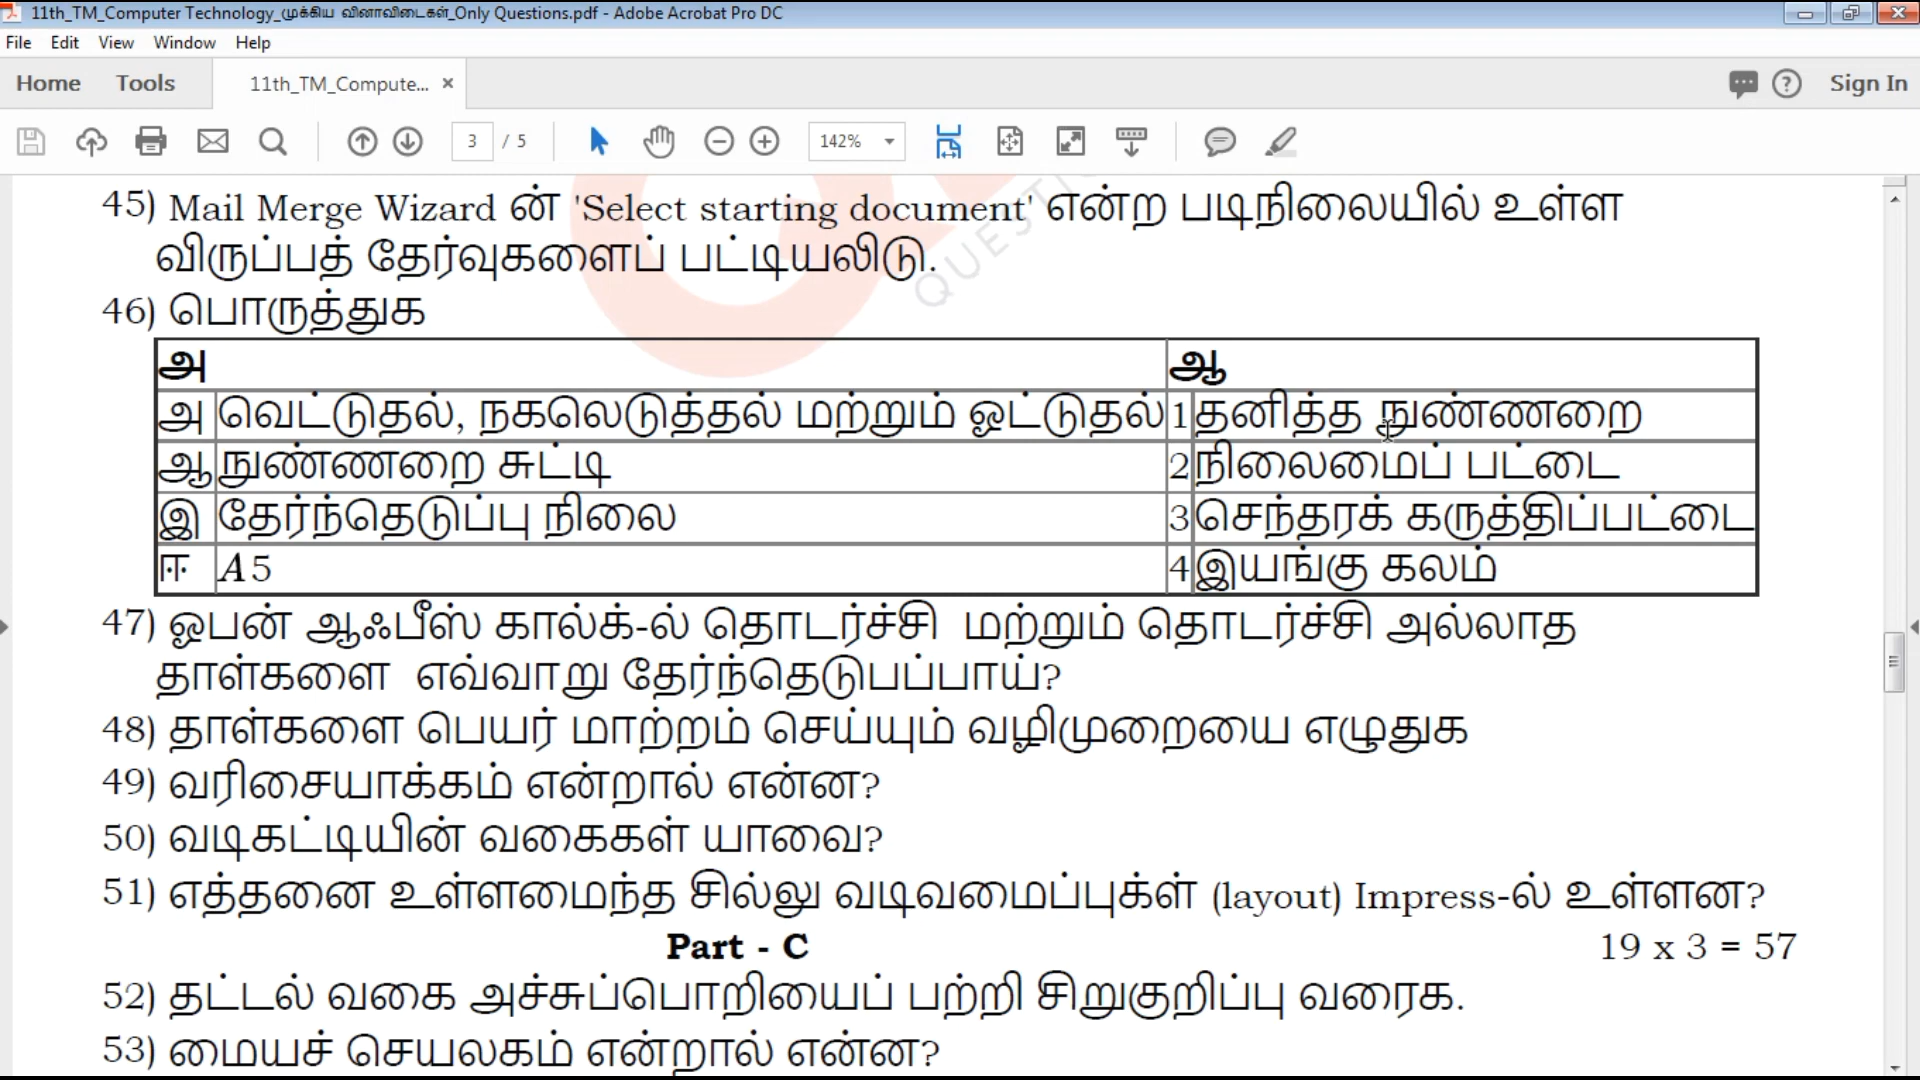 11th_TM_Computer Technology_முக்கிய வினாவிடைகள்_Only Questions.pdf - Adobe Acrobat Pro DC
File Edit View Window Help
Home Tools 11th_TM_Compute... × Sign In
3 / 5 142%
QUESTI
45) Mail Merge Wizard ன் 'Select starting document' என்ற படிநிலையில் உள்ள
விருப்பத் தேர்வுகளைப் பட்டியலிடு.
46) பொருத்துக
அ ஆ
அ வெட்டுதல், நகலெடுத்தல் மற்றும் ஒட்டுதல் 1 தனித்த நுண்ணறை
ஆ நுண்ணறை சுட்டி 2 நிலைமைப் பட்டை
இ தேர்ந்தெடுப்பு நிலை 3 செந்தரக் கருத்திப்பட்டை
ஈ A5 4 இயங்கு கலம்
47) ஓபன் ஆஃபீஸ் கால்க்-ல் தொடர்ச்சி மற்றும் தொடர்ச்சி அல்லாத
தாள்களை எவ்வாறு தேர்ந்தெடுபப்பாய்?
48) தாள்களை பெயர் மாற்றம் செய்யும் வழிமுறையை எழுதுக
49) வரிசையாக்கம் என்றால் என்ன?
50) வடிகட்டியின் வகைகள் யாவை?
51) எத்தனை உள்ளமைந்த சில்லு வடிவமைப்புக்ள் (layout) Impress-ல் உள்ளன?
Part - C 19 x 3 = 57
52) தட்டல் வகை அச்சுப்பொறியைப் பற்றி சிறுகுறிப்பு வரைக.
53) மையச் செயலகம் என்றால் என்ன?